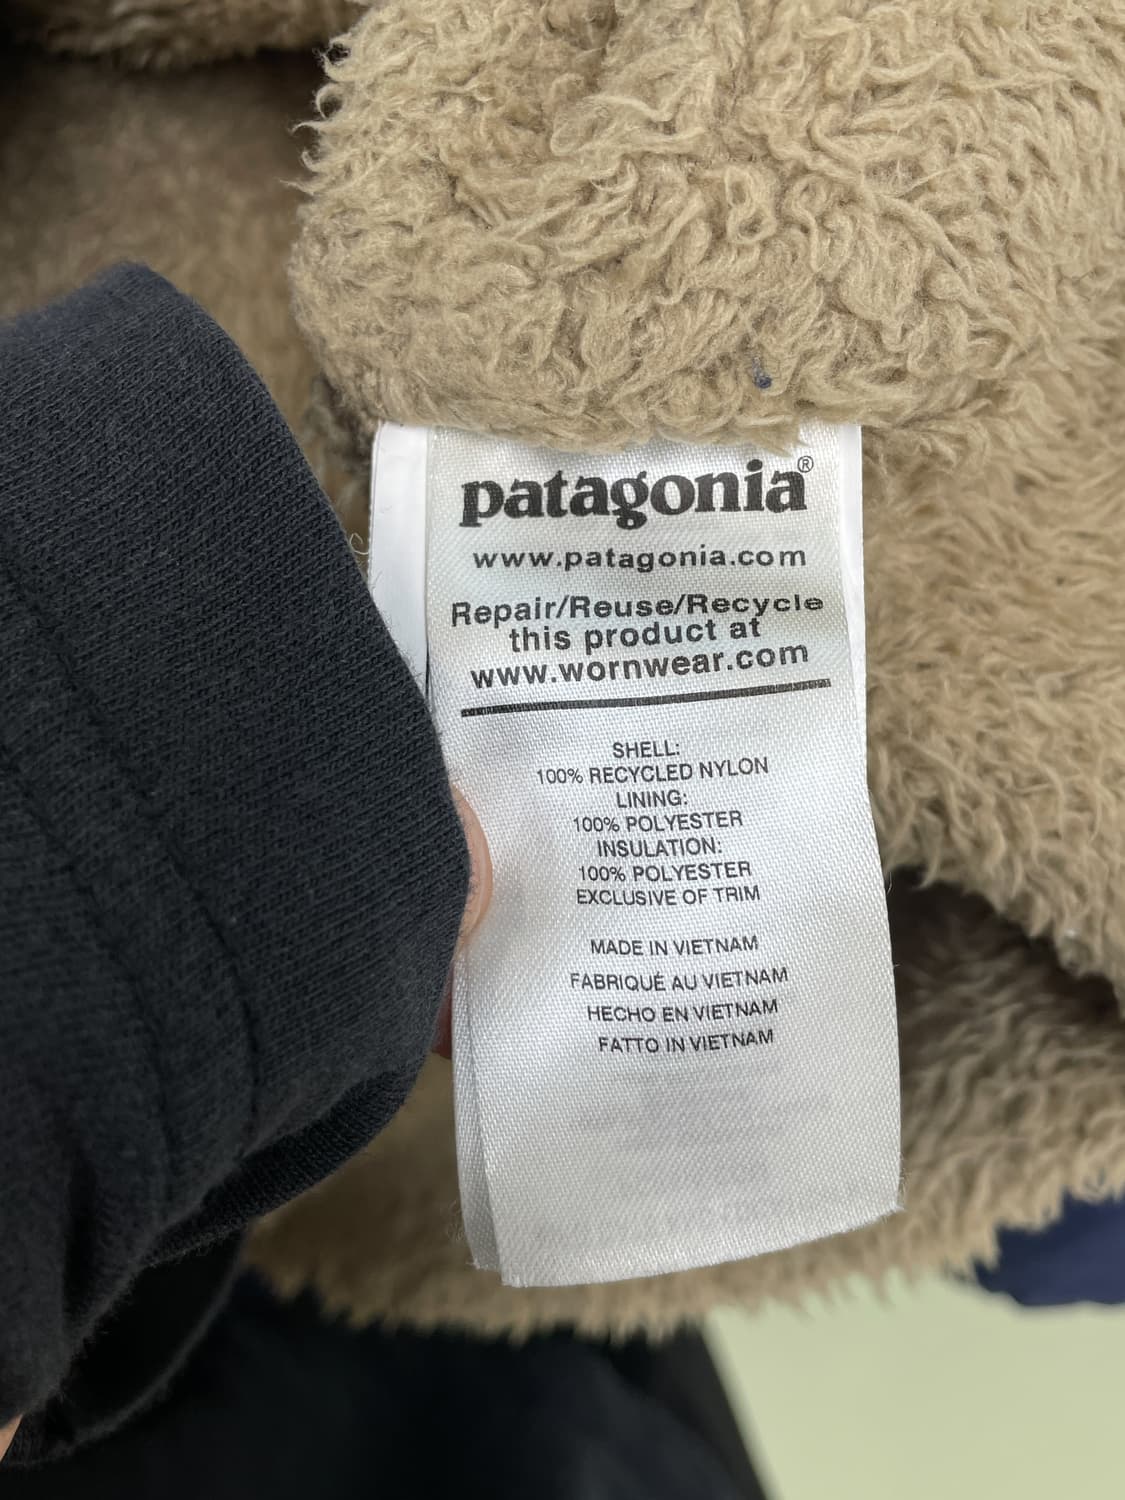 patagonia®
www.patagonia.com
Repair/Reuse/Recycle
this product at
www.wornwear.com
SHELL:
100% RECYCLED NYLON
LINING:
100% POLYESTER
INSULATION:
100% POLYESTER
EXCLUSIVE OF TRIM
MADE IN VIETNAM
FABRIQUÉ AU VIETNAM
HECHO EN VIETNAM
FATTO IN VIETNAM